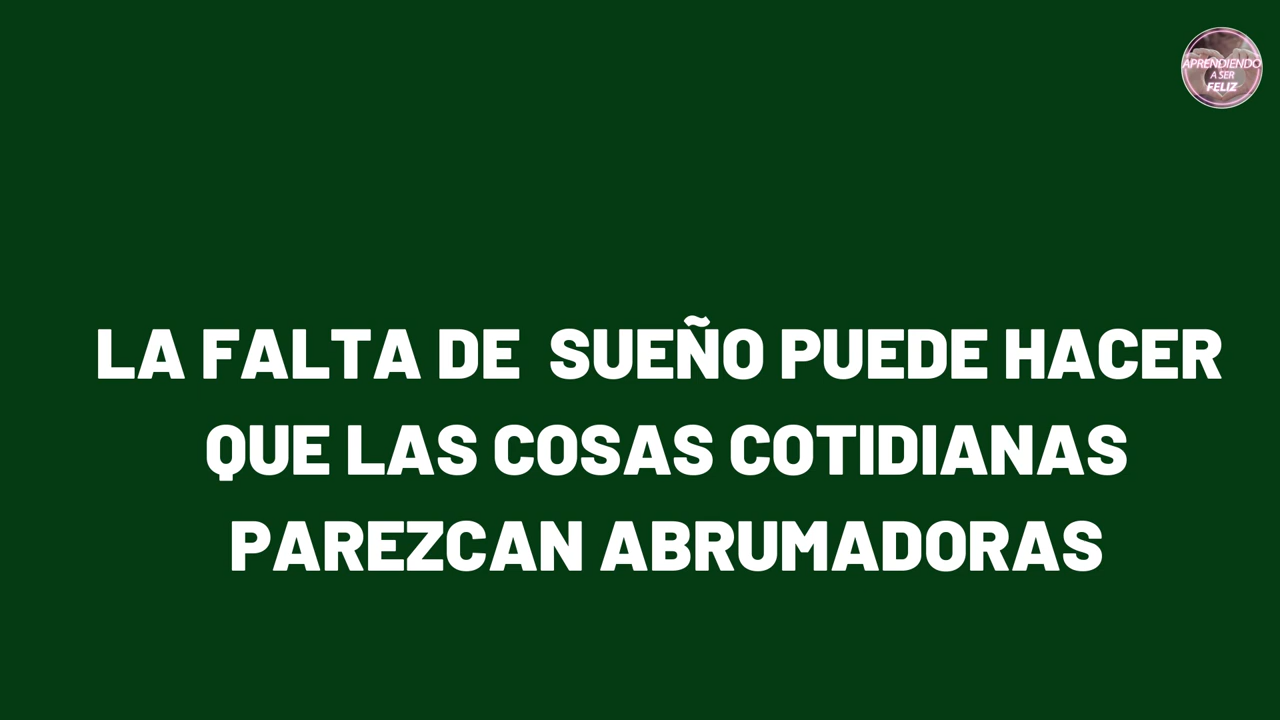 APRENDIENDO
A SER
FELIZ
LA FALTA DE  SUEÑO PUEDE HACER
QUE LAS COSAS COTIDIANAS
PAREZCAN ABRUMADORAS